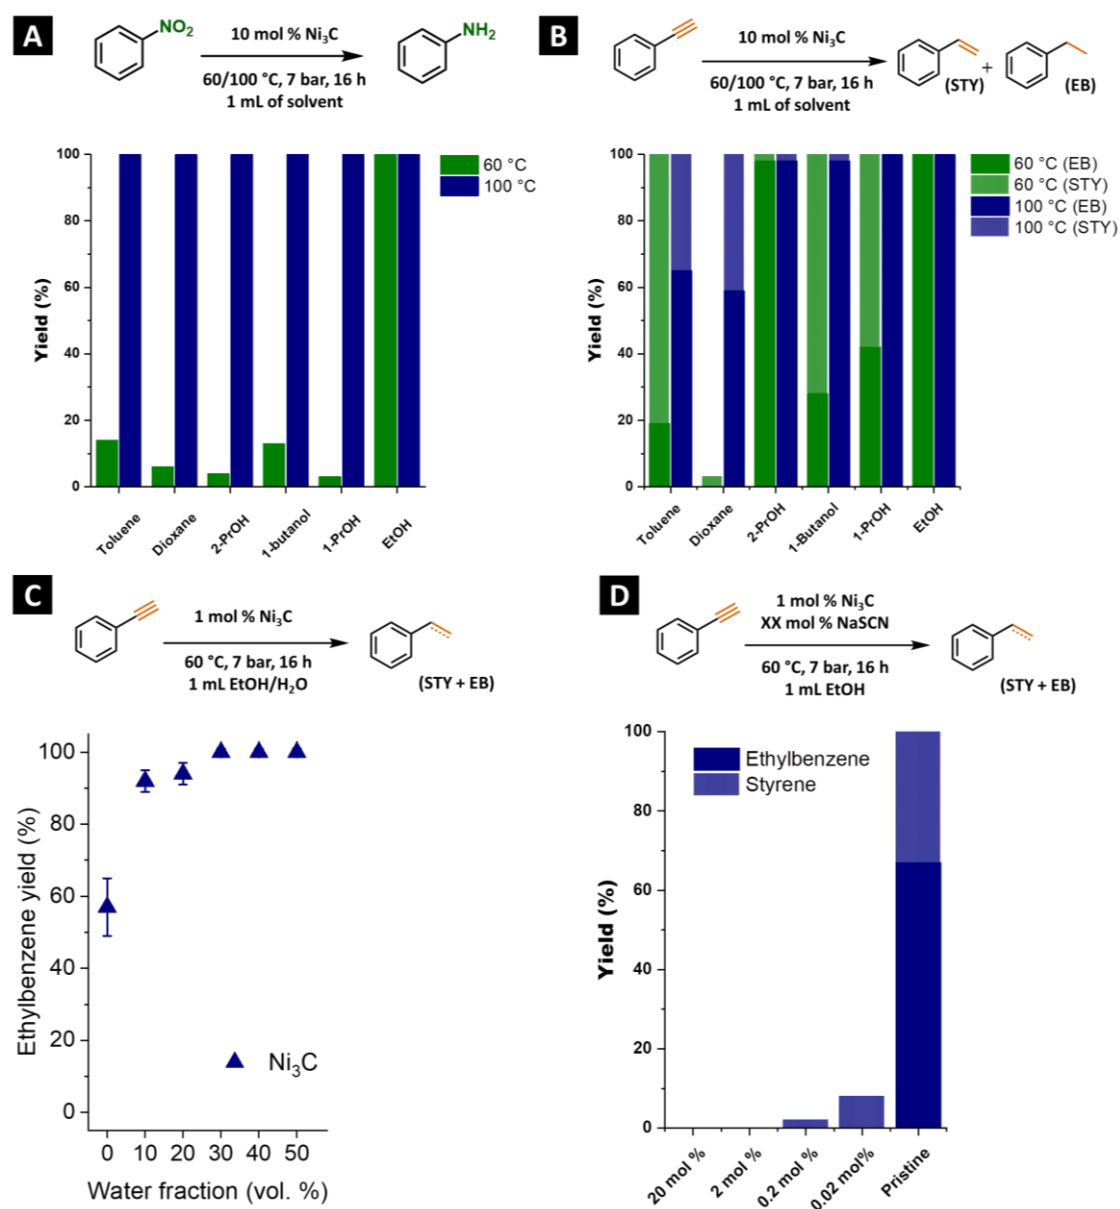 A
NO₂
10 mol % Ni₃C
60/100 °C, 7 bar, 16 h
1 mL of solvent
NH₂
100
80
60
40
20
0
Yield (%)
60 °C
100 °C
Toluene
Dioxane
2-PrOH
1-butanol
1-PrOH
EtOH
B
10 mol % Ni₃C
60/100 °C, 7 bar, 16 h
1 mL of solvent
(STY)
+
(EB)
100
80
60
40
20
0
Yield (%)
60 °C (EB)
60 °C (STY)
100 °C (EB)
100 °C (STY)
Toluene
Dioxane
2-PrOH
1-Butanol
1-PrOH
EtOH
C
1 mol % Ni₃C
60 °C, 7 bar, 16 h
1 mL EtOH/H₂O
(STY + EB)
100
80
60
40
20
0
Ethylbenzene yield (%)
Ni₃C
0 10 20 30 40 50
Water fraction (vol. %)
D
1 mol % Ni₃C
XX mol % NaSCN
60 °C, 7 bar, 16 h
1 mL EtOH
(STY + EB)
100
80
60
40
20
0
Yield (%)
Ethylbenzene
Styrene
20 mol %
2 mol %
0.2 mol %
0.02 mol%
Pristine